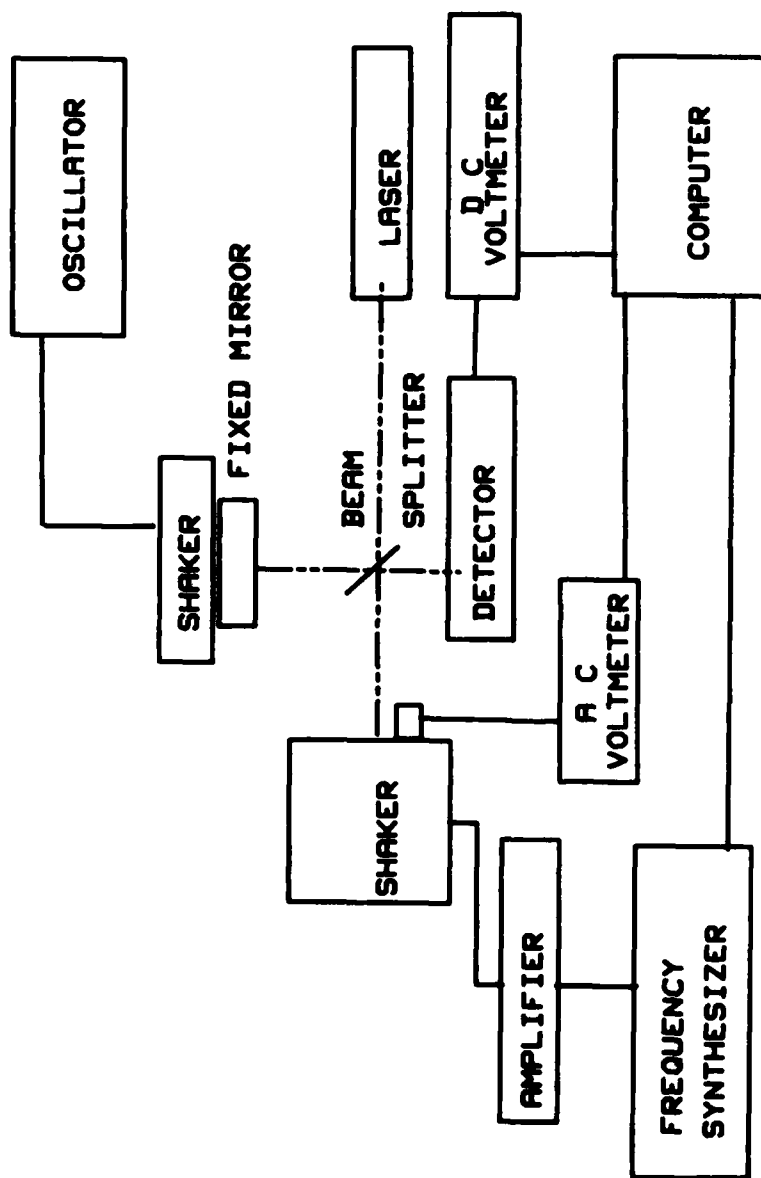 OSCILLATOR
SHAKER
FIXED MIRROR
LASER
BEAM
SPLITTER
D C
VOLTMETER
DETECTOR
SHAKER
A C
VOLTMETER
COMPUTER
AMPLIFIER
FREQUENCY
SYNTHESIZER